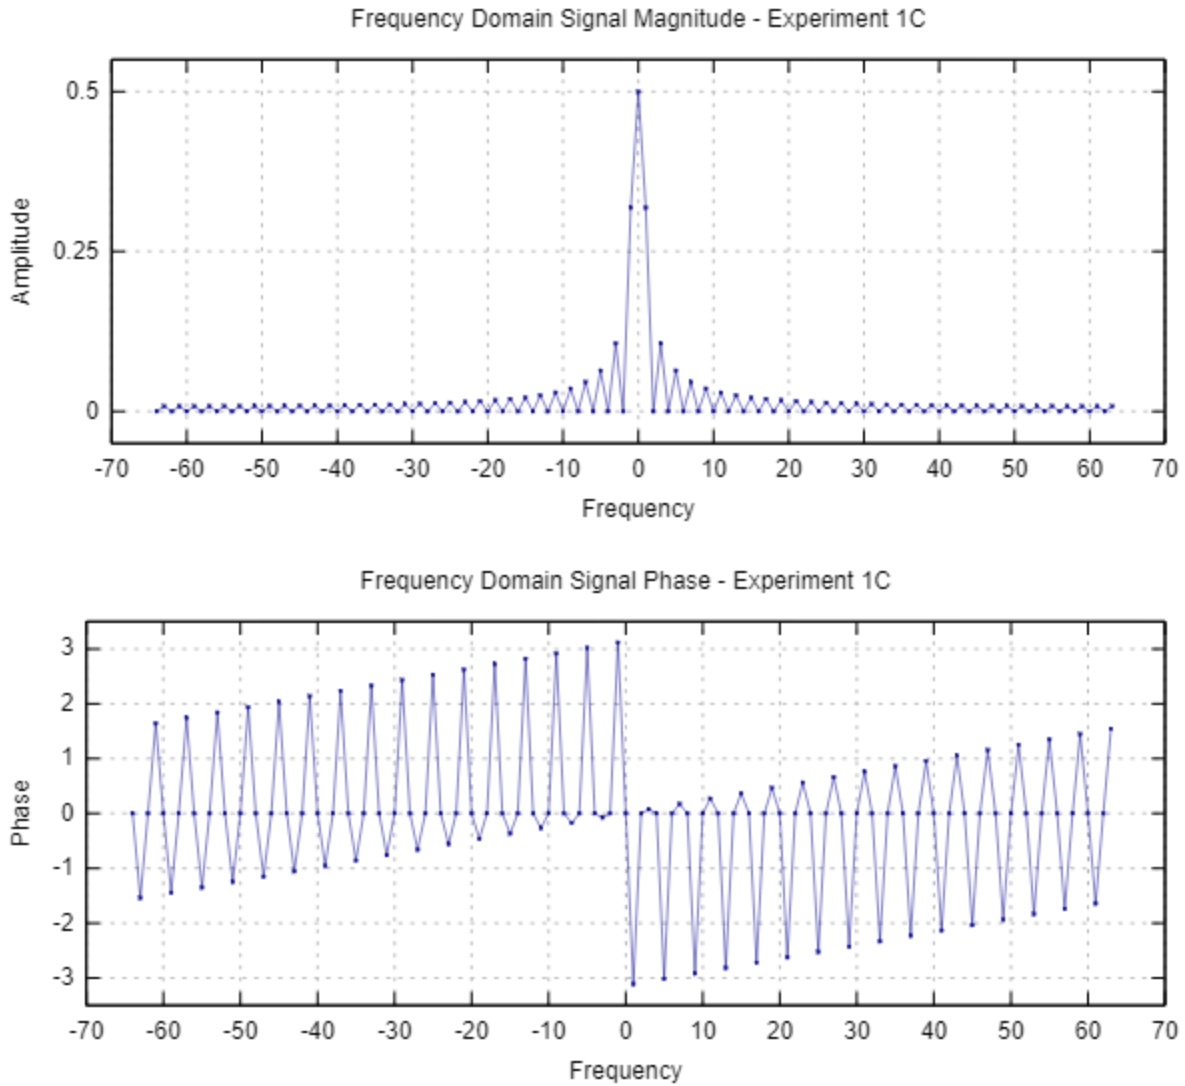 Frequency Domain Signal Magnitude - Experiment 1C
0.5
0.25
0
Amplitude
-70 -60 -50 -40 -30 -20 -10 0 10 20 30 40 50 60 70
Frequency
Frequency Domain Signal Phase - Experiment 1C
3
2
1
0
-1
-2
-3
Phase
-70 -60 -50 -40 -30 -20 -10 0 10 20 30 40 50 60 70
Frequency